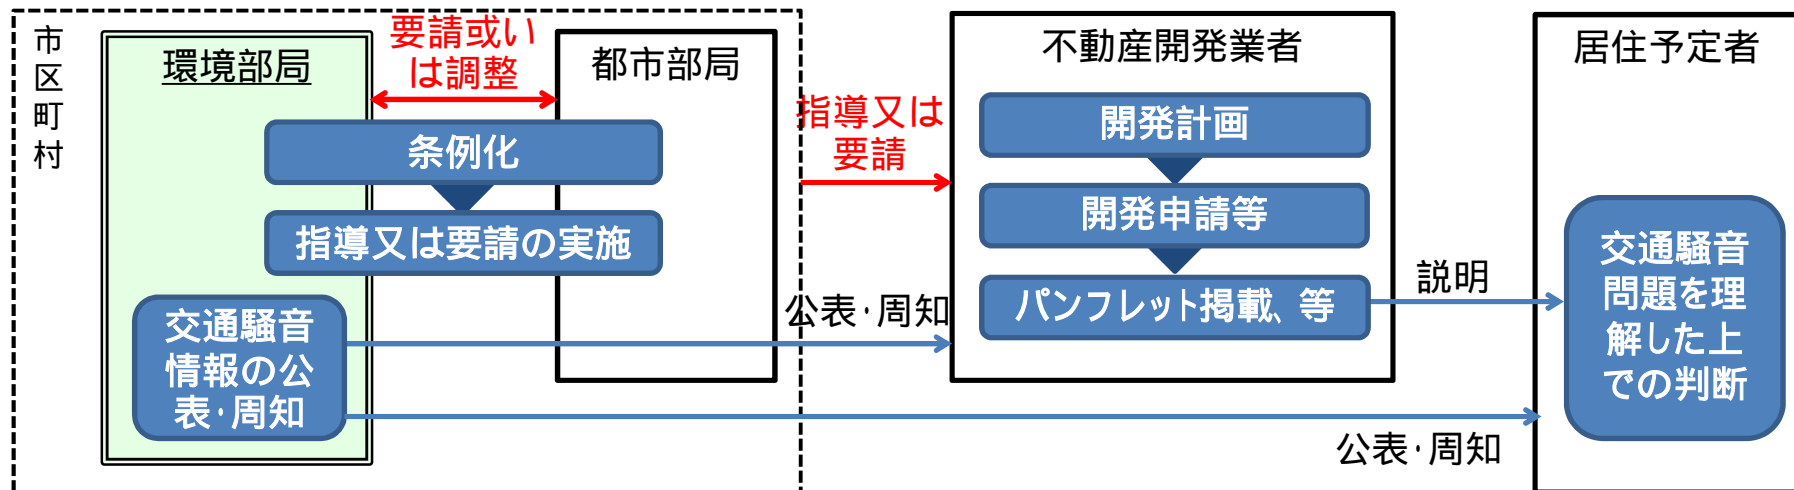 市
区
町
村
環境部局
要請或い
は調整
都市部局
条例化
指導又は要請の実施
交通騒音
情報の公
表・周知
指導又は
要請
公表・周知
不動産開発業者
開発計画
開発申請等
パンフレット掲載、等
説明
公表・周知
居住予定者
交通騒音
問題を理
解した上
での判断